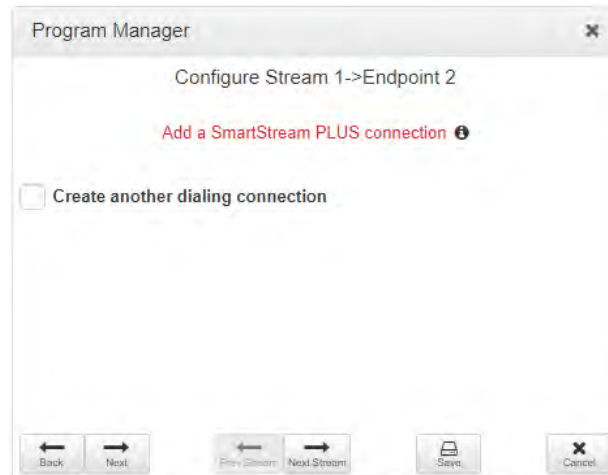 Program Manager
Configure Stream 1->Endpoint 2
Add a SmartStream PLUS connection
Create another dialing connection
Back Next Prev Stream Next Stream Save Cancel